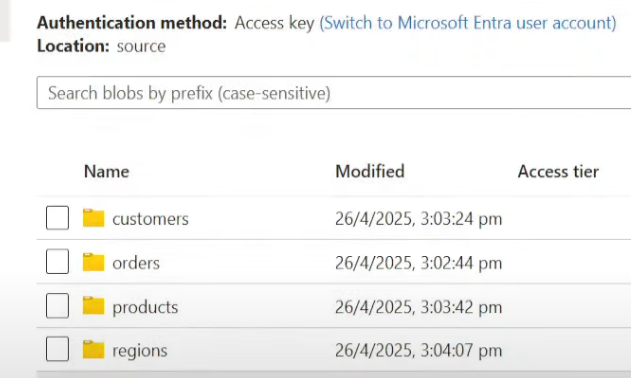 Authentication method: Access key (Switch to Microsoft Entra user account)
Location: source
Search blobs by prefix (case-sensitive)
Name Modified Access tier
customers 26/4/2025, 3:03:24 pm
orders 26/4/2025, 3:02:44 pm
products 26/4/2025, 3:03:42 pm
regions 26/4/2025, 3:04:07 pm